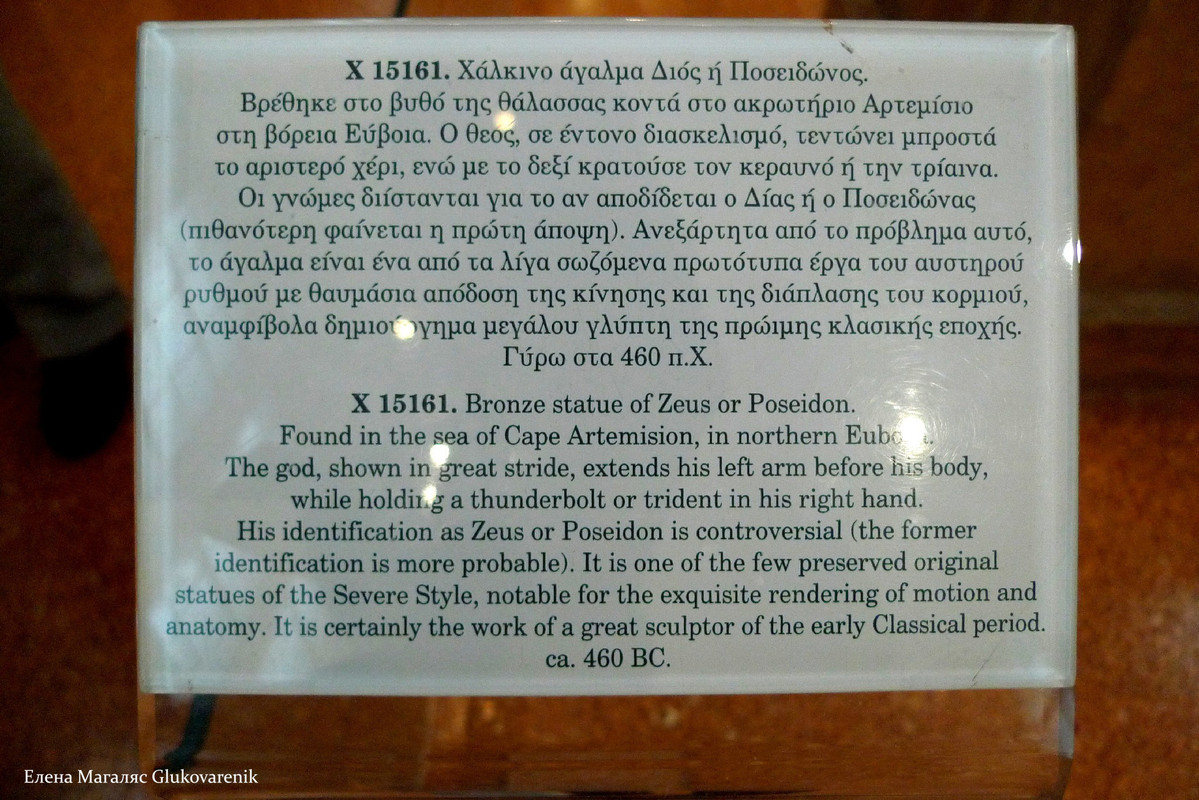 X 15161. Χάλκινο άγαλμα Διός ή Ποσειδώνος.
Βρέθηκε στο βυθό της θάλασσας κοντά στο ακρωτήριο Αρτεμίσιο
στη βόρεια Εύβοια. Ο θεος, σε έντονο διασκελισμό, τεντώνει μπροστά
το αριστερό χέρι, ενώ με το δεξί κρατούσε τον κεραυνό ή την τρίαινα.
Οι γνώμες διίστανται για το αν αποδίδεται ο Δίας ή ο Ποσειδώνας
(πιθανότερη φαίνεται η πρώτη άποψη). Ανεξάρτητα από το πρόβλημα αυτό,
το άγαλμα είναι ένα από τα λίγα σωζόμενα πρωτότυπα έργα του αυστηρού
ρυθμού με θαυμάσια απόδοση της κίνησης και της διάπλασης του κορμιού,
αναμφίβολα δημιούργημα μεγάλου γλύπτη της πρώιμης κλασικής εποχής.
Γύρω στα 460 π.Χ.
X 15161. Bronze statue of Zeus or Poseidon.
Found in the sea of Cape Artemision, in northern
The god, shown in great stride, extends his left arm before his body,
while holding a thunderbolt or trident in his right hand.
His identification as Zeus or Poseidon is controversial (the former
identification is more probable). It is one of the few preserved original
statues of the Severe Style, notable for the exquisite rendering of motion and
anatomy. It is certainly the work of a great sculptor of the early Classical period.
ca. 460 BC.
Елена Магаляс Glukovarenik